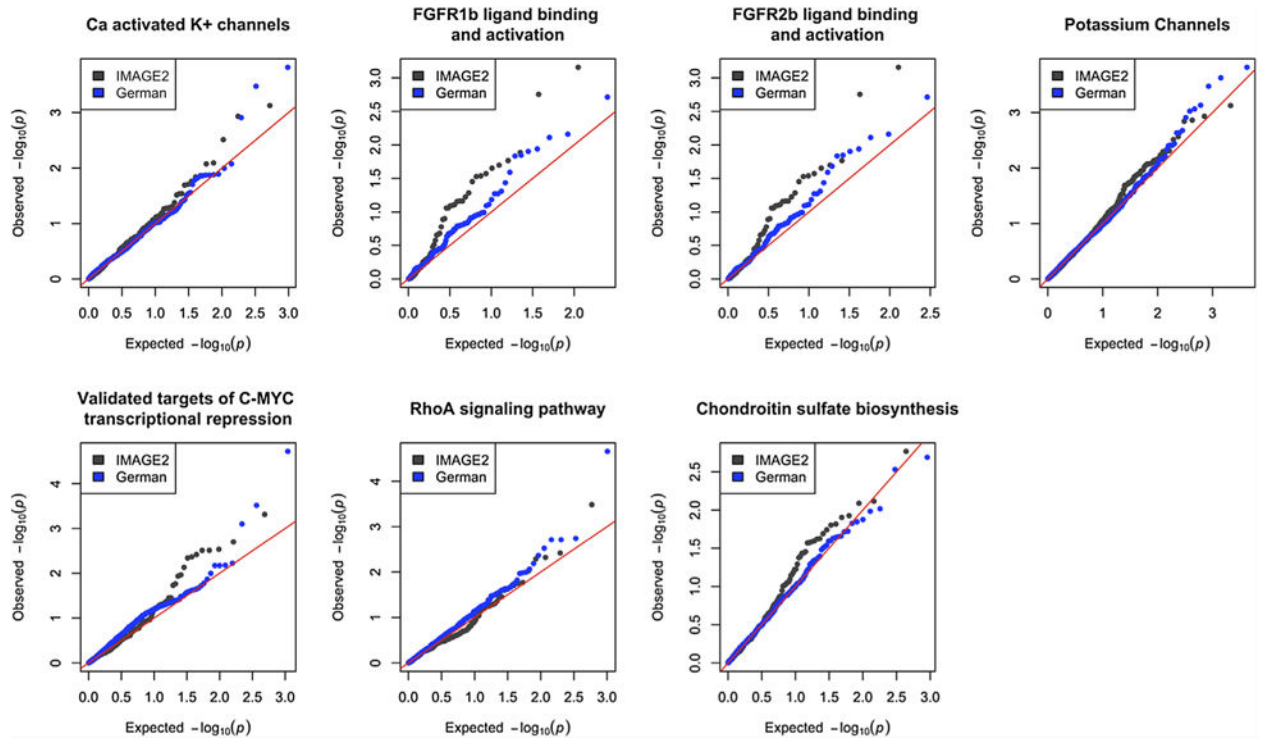 Ca activated K+ channels
IMAGE2
German
Observed −log10(p)
3
2
1
0
0.0 0.5 1.0 1.5 2.0 2.5 3.0
Expected −log10(p)
FGFR1b ligand binding
and activation
IMAGE2
German
Observed −log10(p)
3.0
2.5
2.0
1.5
1.0
0.5
0.0
0.0 0.5 1.0 1.5 2.0
Expected −log10(p)
FGFR2b ligand binding
and activation
IMAGE2
German
Observed −log10(p)
3.0
2.5
2.0
1.5
1.0
0.5
0.0
0.0 0.5 1.0 1.5 2.0 2.5
Expected −log10(p)
Potassium Channels
IMAGE2
German
Observed −log10(p)
3
2
1
0
0 1 2 3
Expected −log10(p)
Validated targets of C-MYC
transcriptional repression
IMAGE2
German
Observed −log10(p)
4
3
2
1
0
0.0 0.5 1.0 1.5 2.0 2.5 3.0
Expected −log10(p)
RhoA signaling pathway
IMAGE2
German
Observed −log10(p)
4
3
2
1
0
0.0 0.5 1.0 1.5 2.0 2.5 3.0
Expected −log10(p)
Chondroitin sulfate biosynthesis
IMAGE2
German
Observed −log10(p)
2.5
2.0
1.5
1.0
0.5
0.0
0.0 0.5 1.0 1.5 2.0 2.5 3.0
Expected −log10(p)